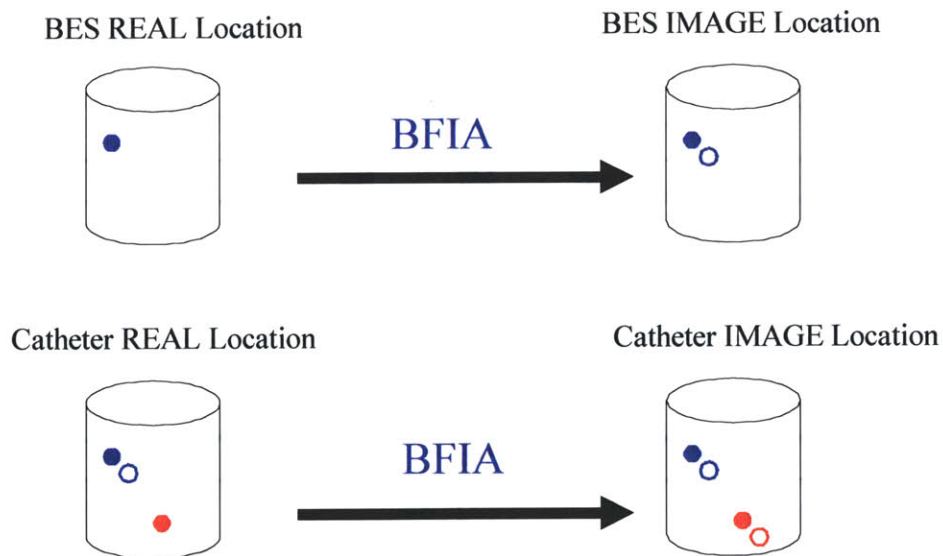 BES REAL Location
BES IMAGE Location
BFIA
Catheter REAL Location
Catheter IMAGE Location
BFIA